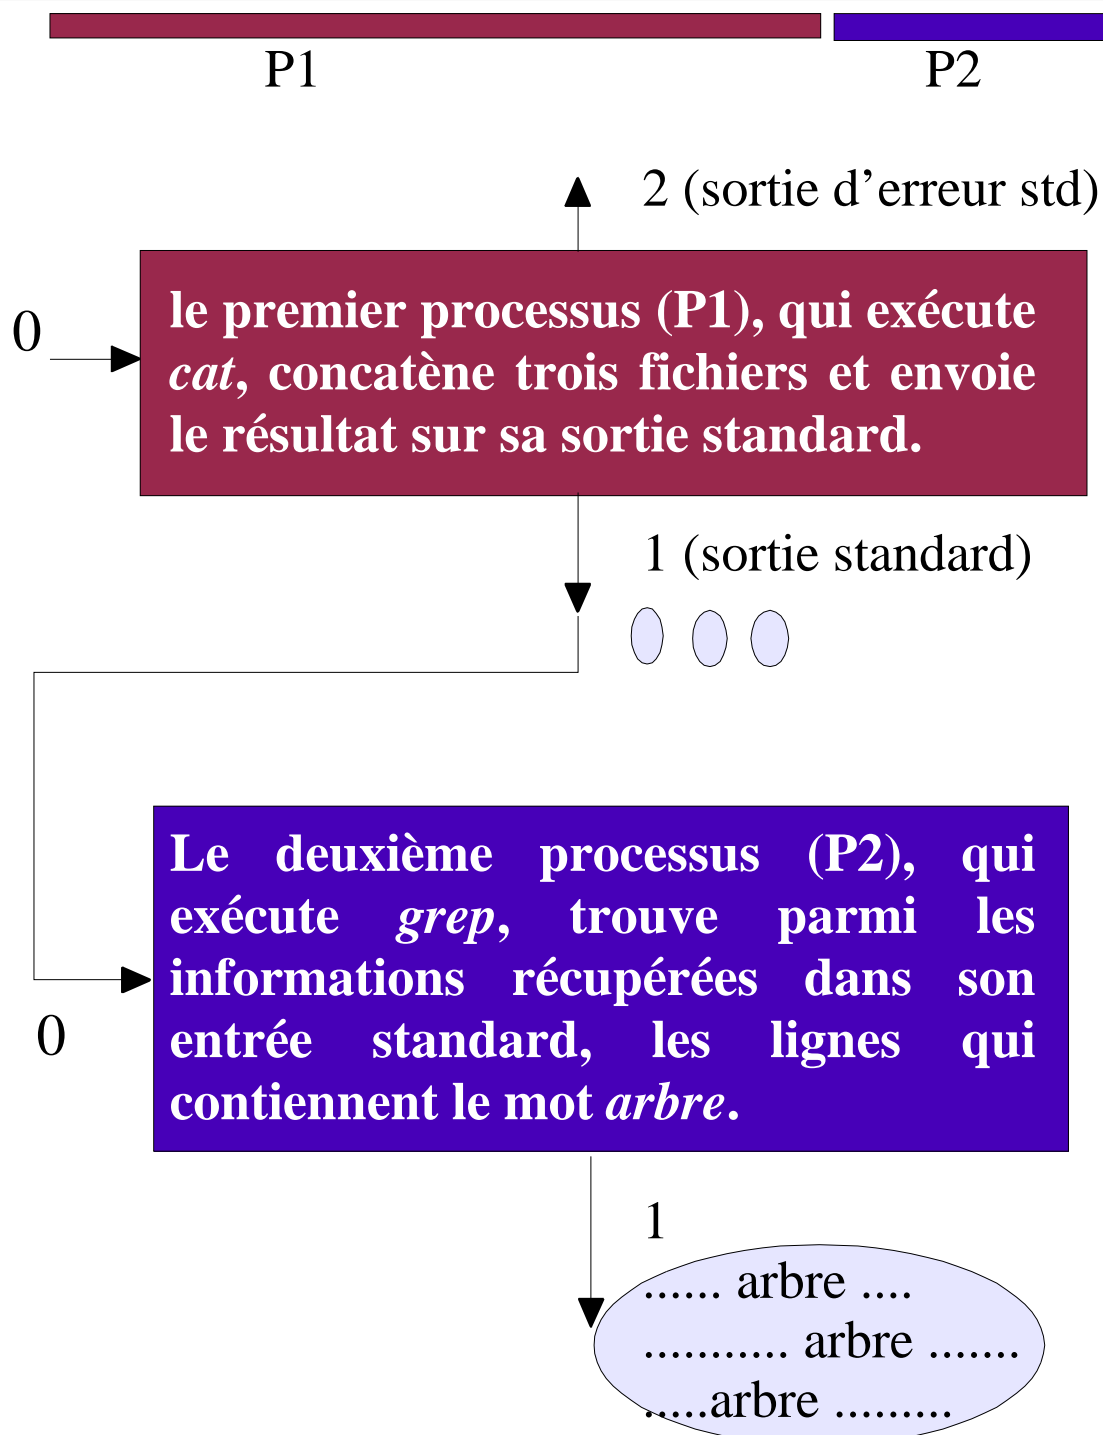 P1 P2
2 (sortie d’erreur std)
0
le premier processus (P1), qui exécute
cat, concatène trois fichiers et envoie
le résultat sur sa sortie standard.
1 (sortie standard)
Le deuxième processus (P2), qui
exécute grep, trouve parmi les
informations récupérées dans son
entrée standard, les lignes qui
contiennent le mot arbre.
0
1
...... arbre ....
........... arbre .......
.....arbre .........